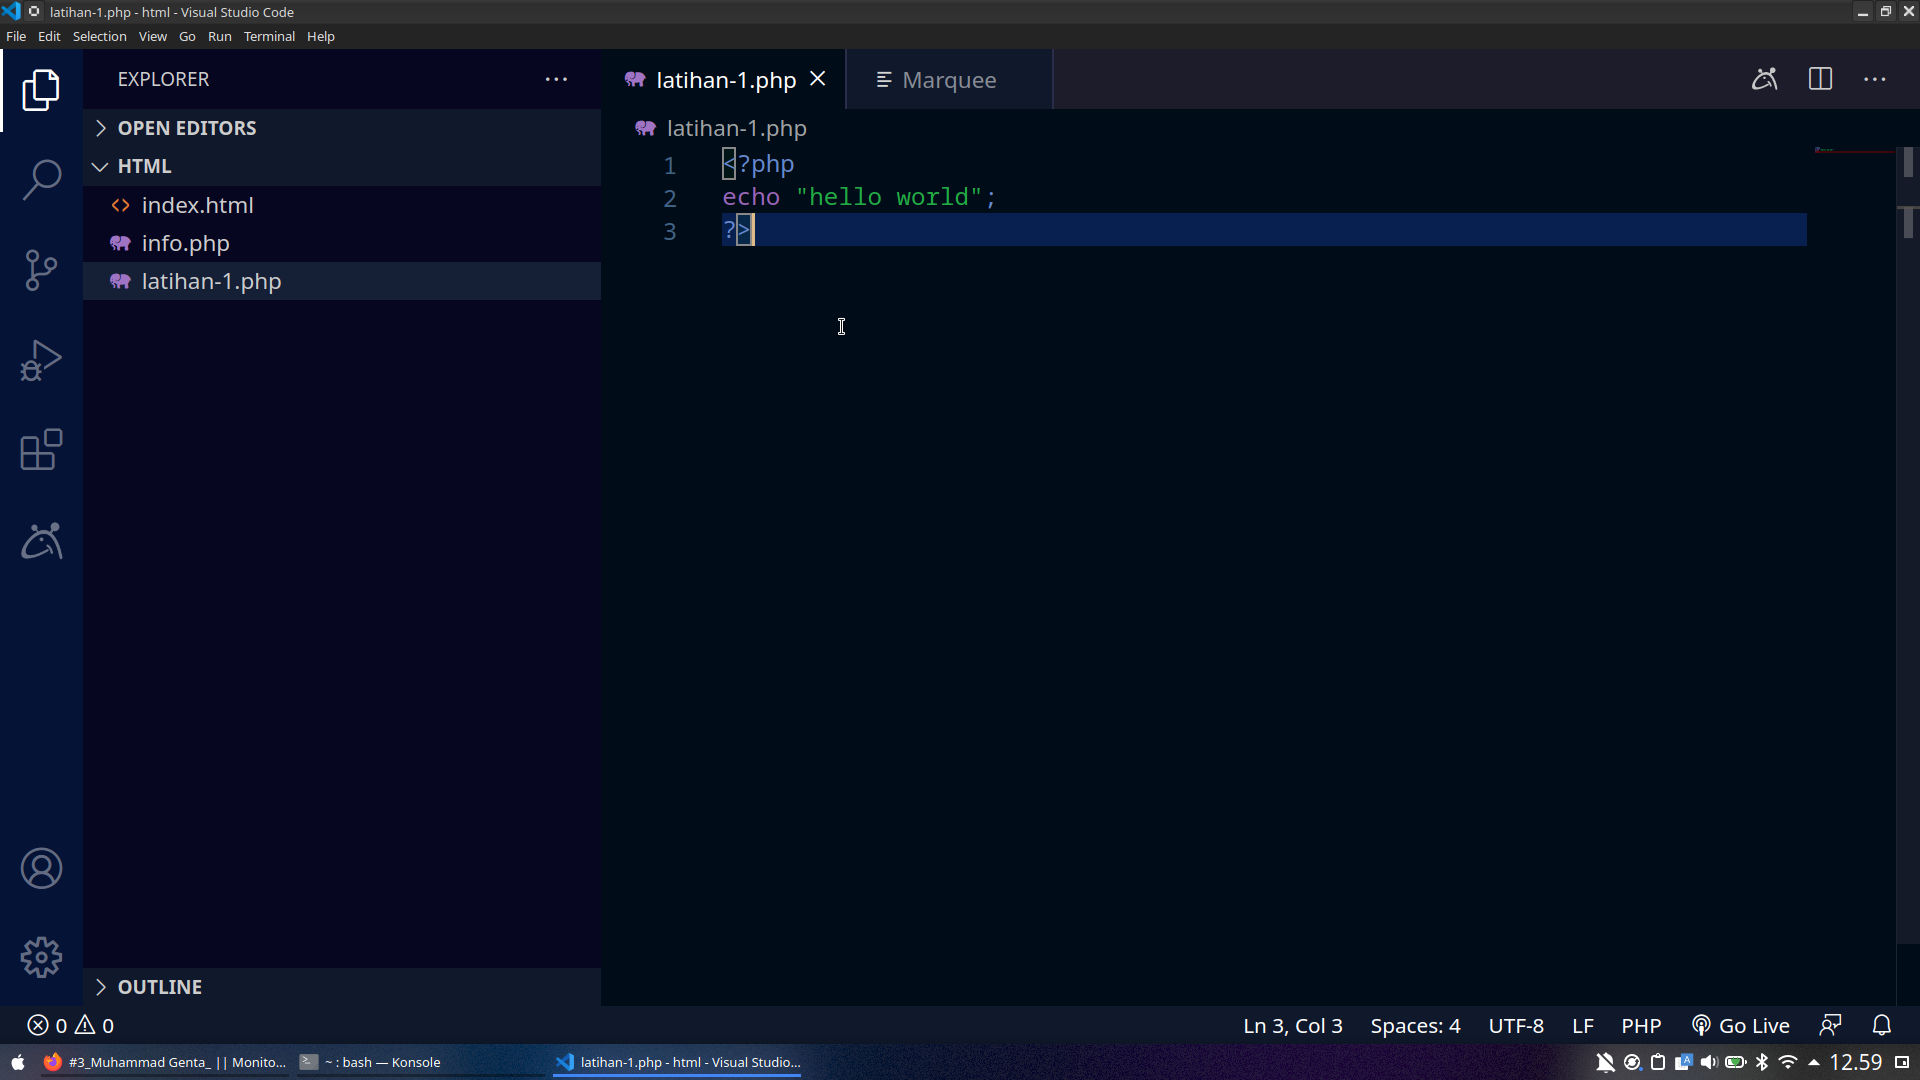 latihan-1.php - html - Visual Studio Code
File Edit Selection View Go Run Terminal Help
EXPLORER
OPEN EDITORS
HTML
index.html
info.php
latihan-1.php
OUTLINE
latihan-1.php
Marquee
latihan-1.php
1 <?php
2 echo "hello world";
3 ?>
0 0
Ln 3, Col 3 Spaces: 4 UTF-8 LF PHP Go Live
#3_Muhammad Genta_ || Monito...
~ : bash — Konsole
latihan-1.php - html - Visual Studio...
12.59